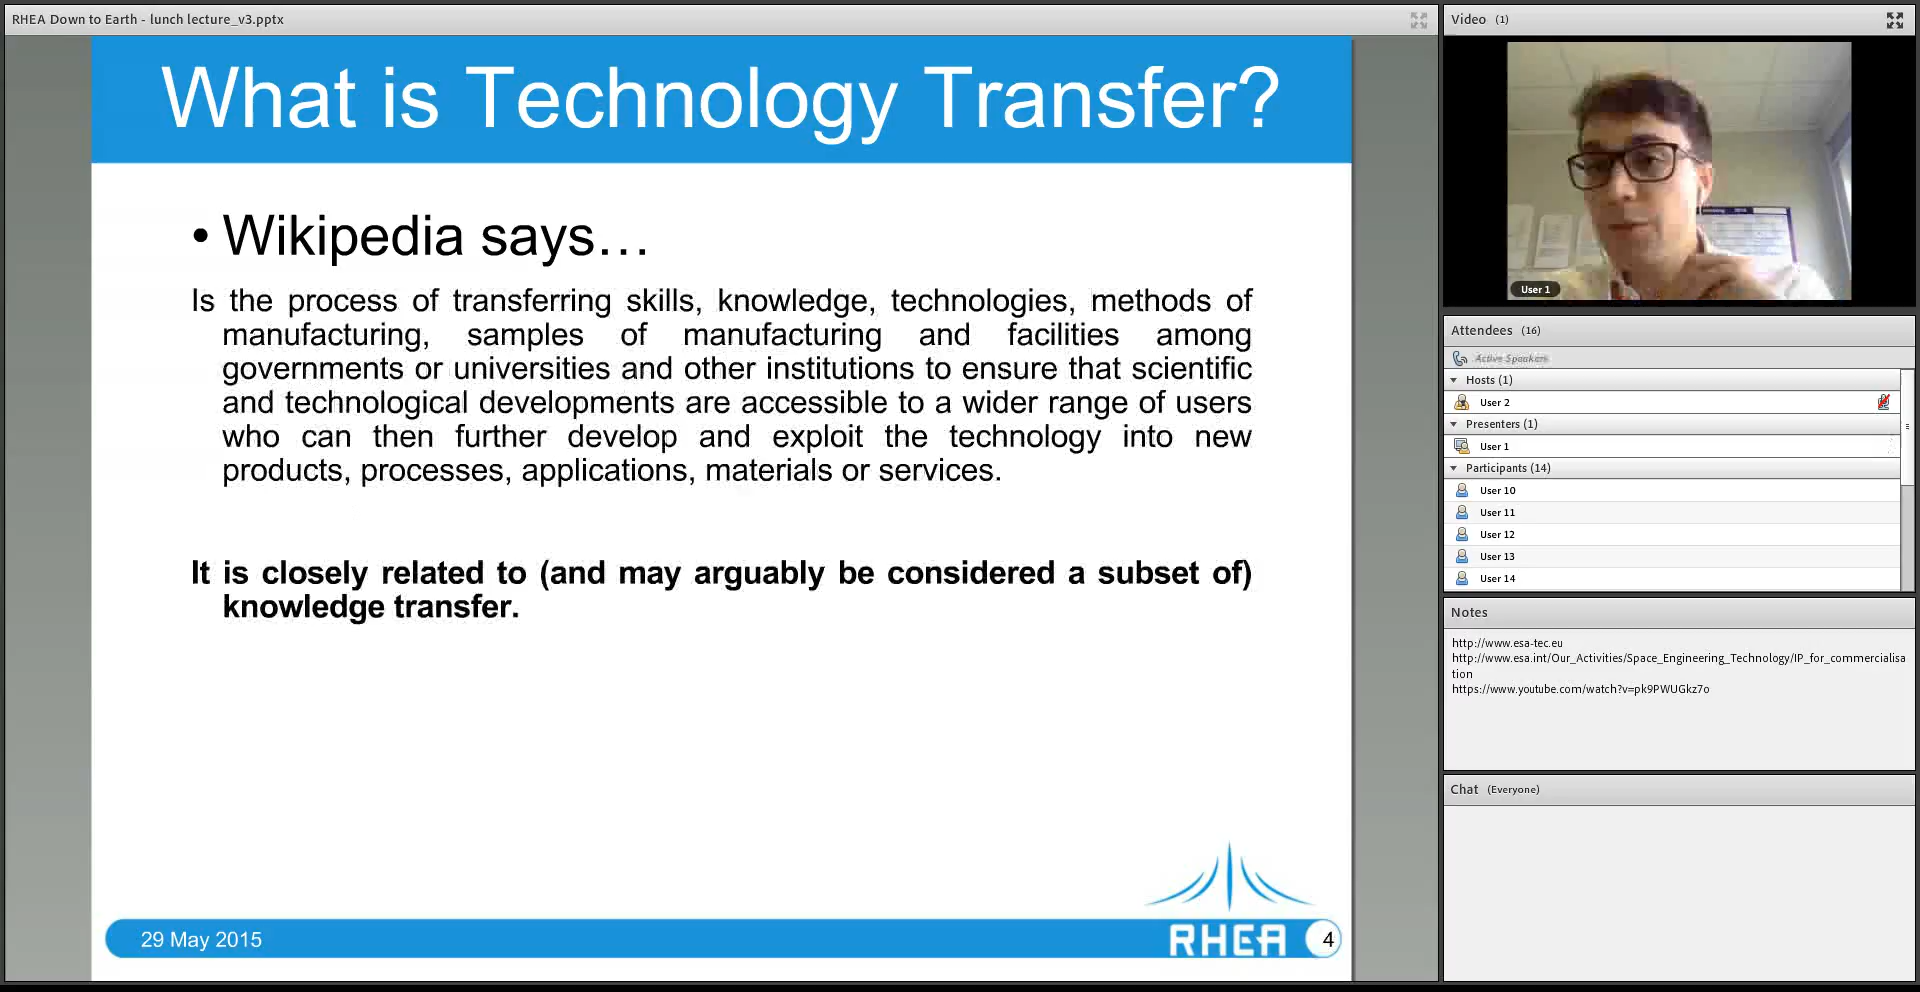 RHEA Down to Earth - lunch lecture_v3.pptx
What is Technology Transfer?
• Wikipedia says…
Is the process of transferring skills, knowledge, technologies, methods of
manufacturing, samples of manufacturing and facilities among
governments or universities and other institutions to ensure that scientific
and technological developments are accessible to a wider range of users
who can then further develop and exploit the technology into new
products, processes, applications, materials or services.
It is closely related to (and may arguably be considered a subset of)
knowledge transfer.
29 May 2015
RHEA
4
Video (1)
User 1
Attendees (16)
Active Speakers
Hosts (1)
User 2
Presenters (1)
User 1
Participants (14)
User 10
User 11
User 12
User 13
User 14
Notes
http://www.esa-tec.eu
http://www.esa.int/Our_Activities/Space_Engineering_Technology/IP_for_commercialisa
tion
https://www.youtube.com/watch?v=pk9PWUGkz7o
Chat (Everyone)